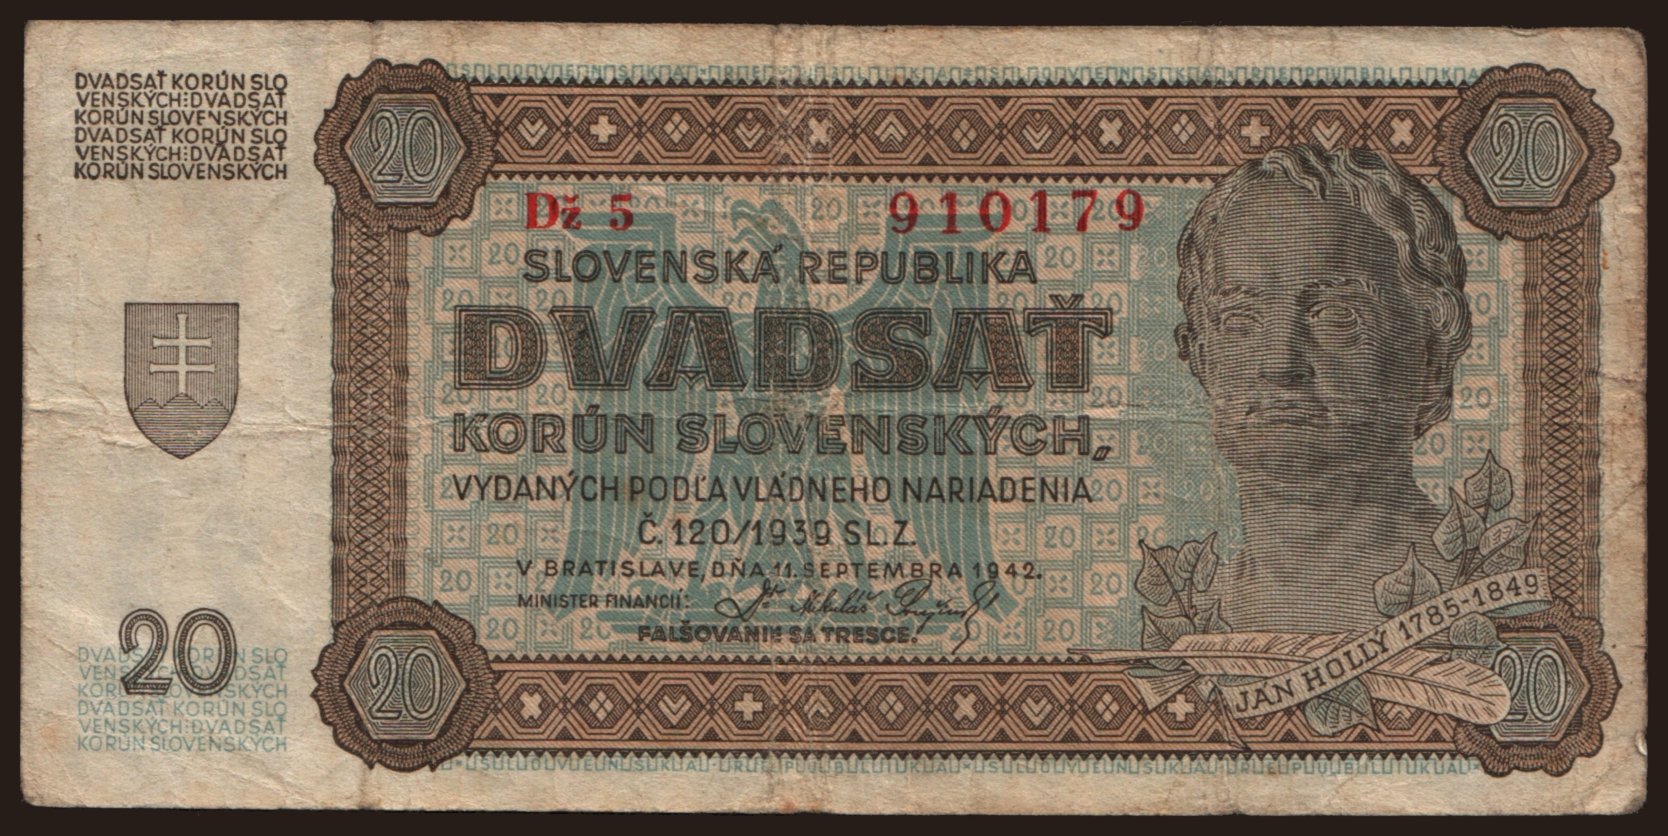 DVADSAŤ KORÚN SLO
VENSKÝCH:DVADSAŤ
KORÚN SLOVENSKÝCH
DVADSAŤ KORÚN SLO
VENSKÝCH:DVADSAŤ
KORÚN SLOVENSKÝCH
20
20
Dž 5 910179
SLOVENSKÁ REPUBLIKA
DVADSAŤ
KORÚN SLOVENSKÝCH,
VYDANÝCH PODĽA VLÁDNEHO NARIADENIA
Č. 120/1939 SL. Z.
V BRATISLAVE, DŇA 11. SEPTEMBRA 1942.
MINISTER FINANCIÍ:
FALŠOVANIE SA TRESCE.
JÁN HOLLÝ 1785-1849
20
DVADSAŤ KORÚN SLO
VENSKÝCH:DVADSAŤ
KORÚN SLOVENSKÝCH
DVADSAŤ KORÚN SLO
VENSKÝCH:DVADSAŤ
KORÚN SLOVENSKÝCH
20
20